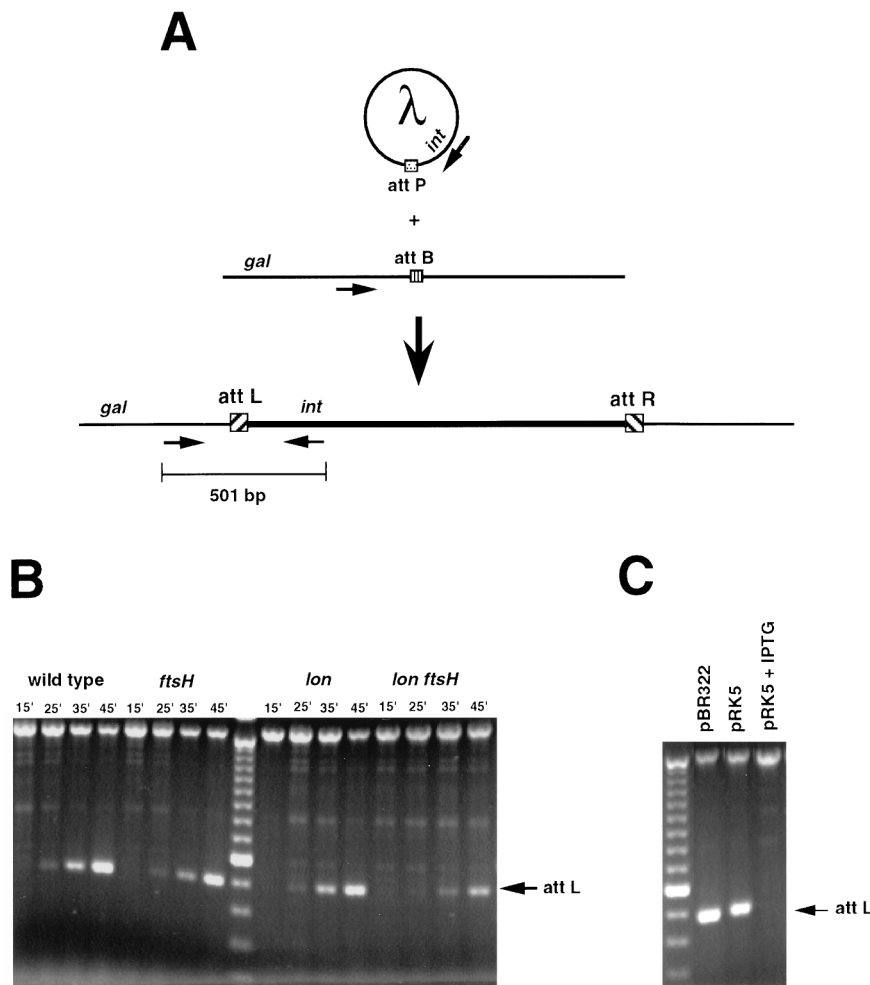 A
λ
int
att P
+
gal
att B
gal
att L
int
att R
501 bp
B
wild type ftsH lon lon ftsH
15' 25' 35' 45' 15' 25' 35' 45' 15' 25' 35' 45' 15' 25' 35' 45'
att L
C
pBR322
pRK5
pRK5 + IPTG
att L